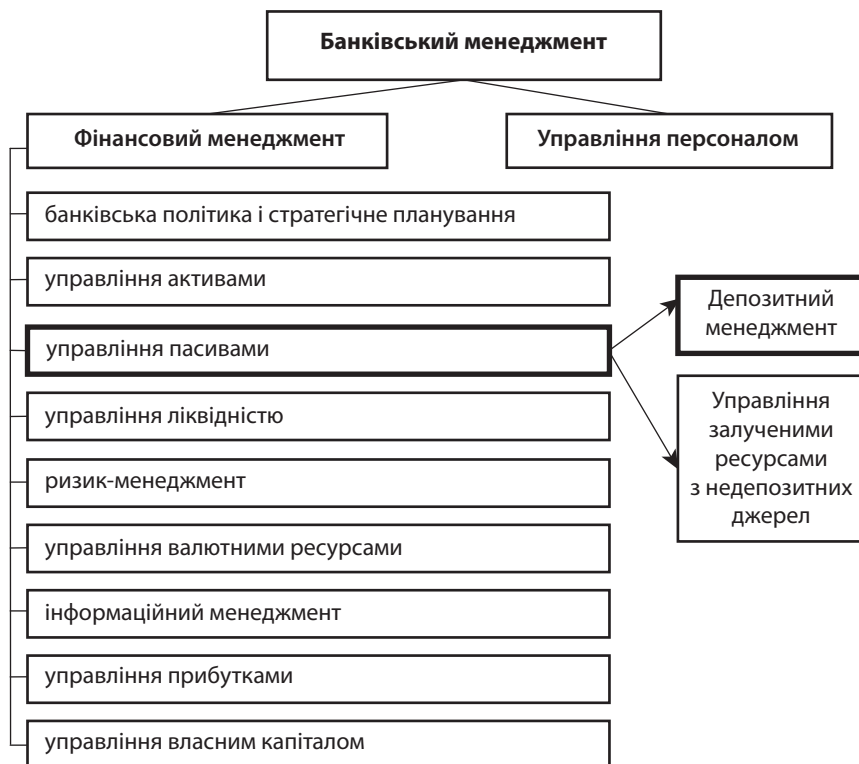 Банківський менеджмент
Фінансовий менеджмент
Управління персоналом
банківська політика і стратегічне планування
управління активами
управління пасивами
управління ліквідністю
ризик-менеджмент
управління валютними ресурсами
інформаційний менеджмент
управління прибутками
управління власним капіталом
Депозитний
менеджмент
Управління
залученими
ресурсами
з недепозитних
джерел